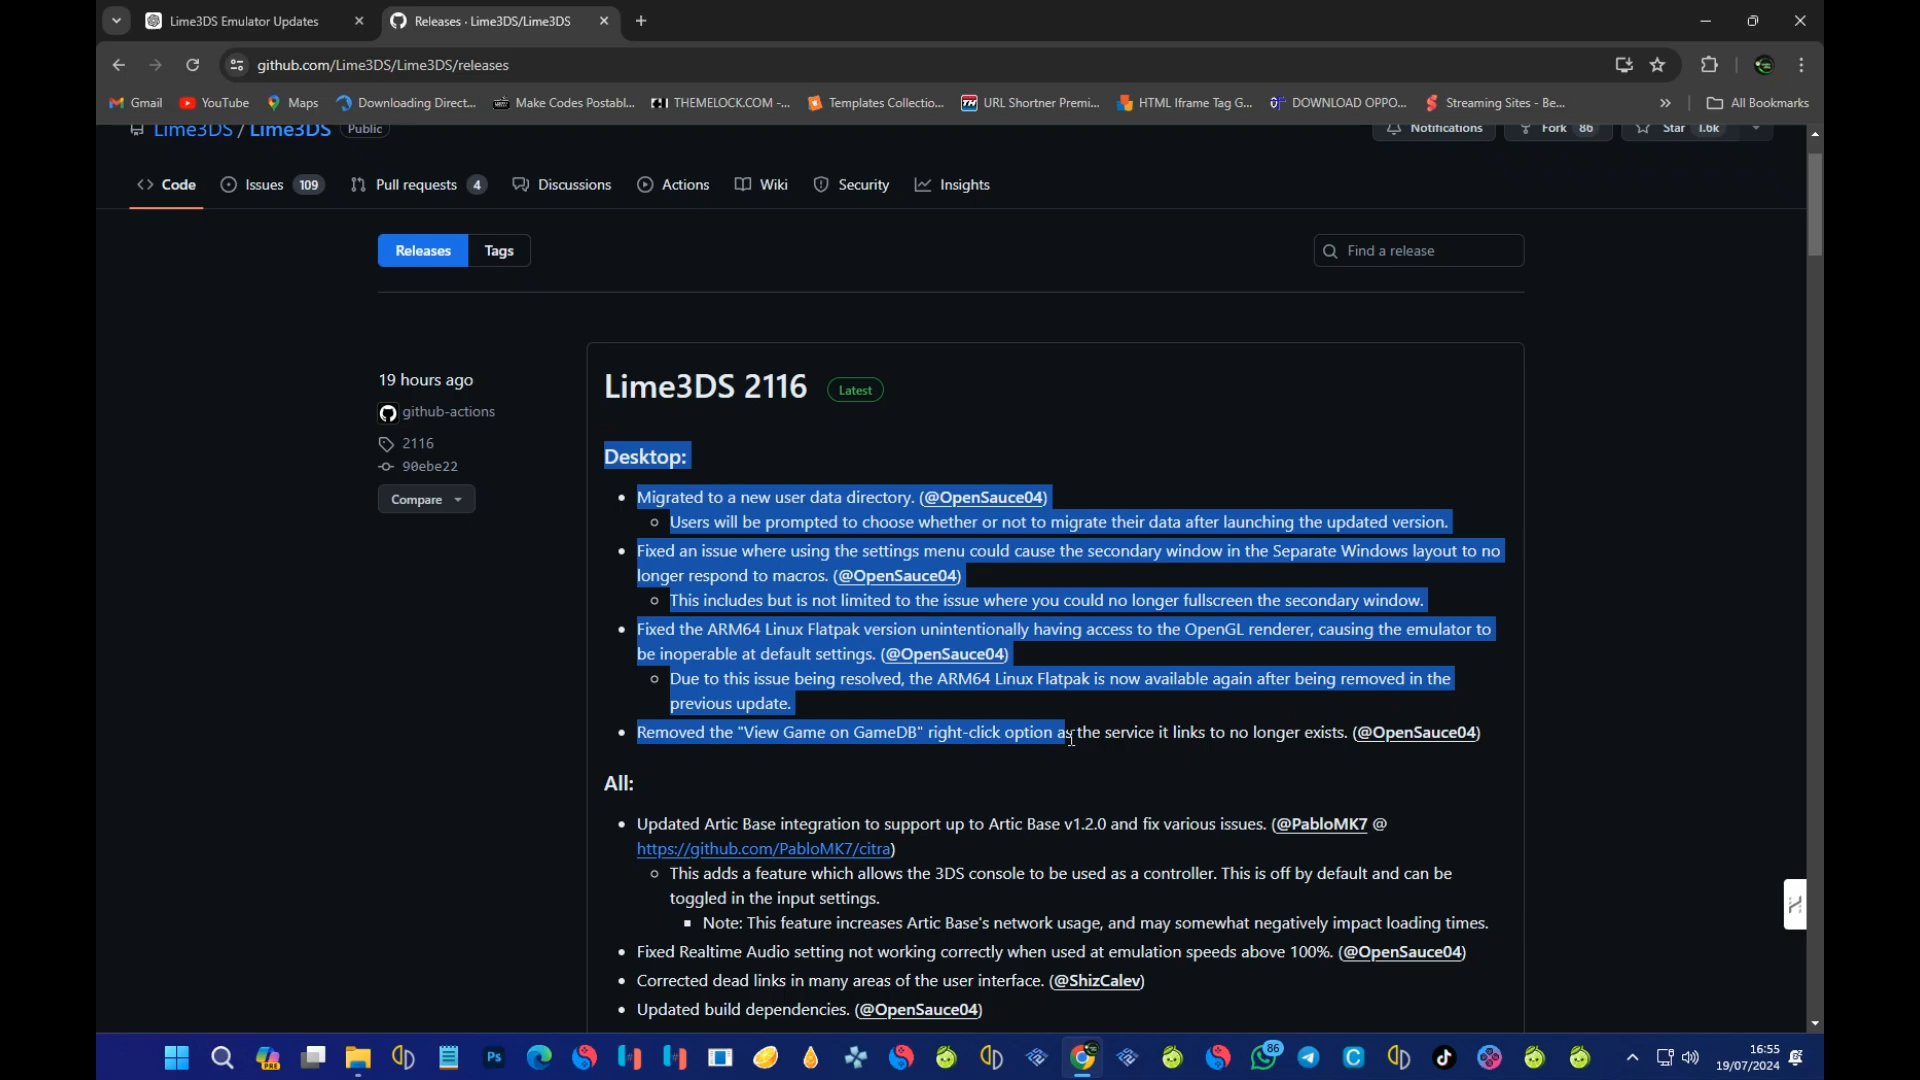 Lime3DS Emulator Updates
Releases · Lime3DS/Lime3DS
github.com/Lime3DS/Lime3DS/releases
Gmail
YouTube
Maps
Downloading Direct...
Make Codes Postabl...
THEMELOCK.COM -...
Templates Collectio...
URL Shortner Premi...
HTML Iframe Tag G...
DOWNLOAD OPPO...
Streaming Sites - Be...
All Bookmarks
Lime3DS / Lime3DS Public
Notifications
Fork 86
Star 1.6k
Code
Issues 109
Pull requests 4
Discussions
Actions
Wiki
Security
Insights
Releases
Tags
Find a release
19 hours ago
github-actions
2116
90ebe22
Compare
Lime3DS 2116 Latest
Desktop:
Migrated to a new user data directory. (@OpenSauce04)
Users will be prompted to choose whether or not to migrate their data after launching the updated version.
Fixed an issue where using the settings menu could cause the secondary window in the Separate Windows layout to no
longer respond to macros. (@OpenSauce04)
This includes but is not limited to the issue where you could no longer fullscreen the secondary window.
Fixed the ARM64 Linux Flatpak version unintentionally having access to the OpenGL renderer, causing the emulator to
be inoperable at default settings. (@OpenSauce04)
Due to this issue being resolved, the ARM64 Linux Flatpak is now available again after being removed in the
previous update.
Removed the "View Game on GameDB" right-click option as the service it links to no longer exists. (@OpenSauce04)
All:
Updated Artic Base integration to support up to Artic Base v1.2.0 and fix various issues. (@PabloMK7 @
https://github.com/PabloMK7/citra)
This adds a feature which allows the 3DS console to be used as a controller. This is off by default and can be
toggled in the input settings.
Note: This feature increases Artic Base's network usage, and may somewhat negatively impact loading times.
Fixed Realtime Audio setting not working correctly when used at emulation speeds above 100%. (@OpenSauce04)
Corrected dead links in many areas of the user interface. (@ShizCalev)
Updated build dependencies. (@OpenSauce04)
PRE
Ps
86
C
16:55
19/07/2024